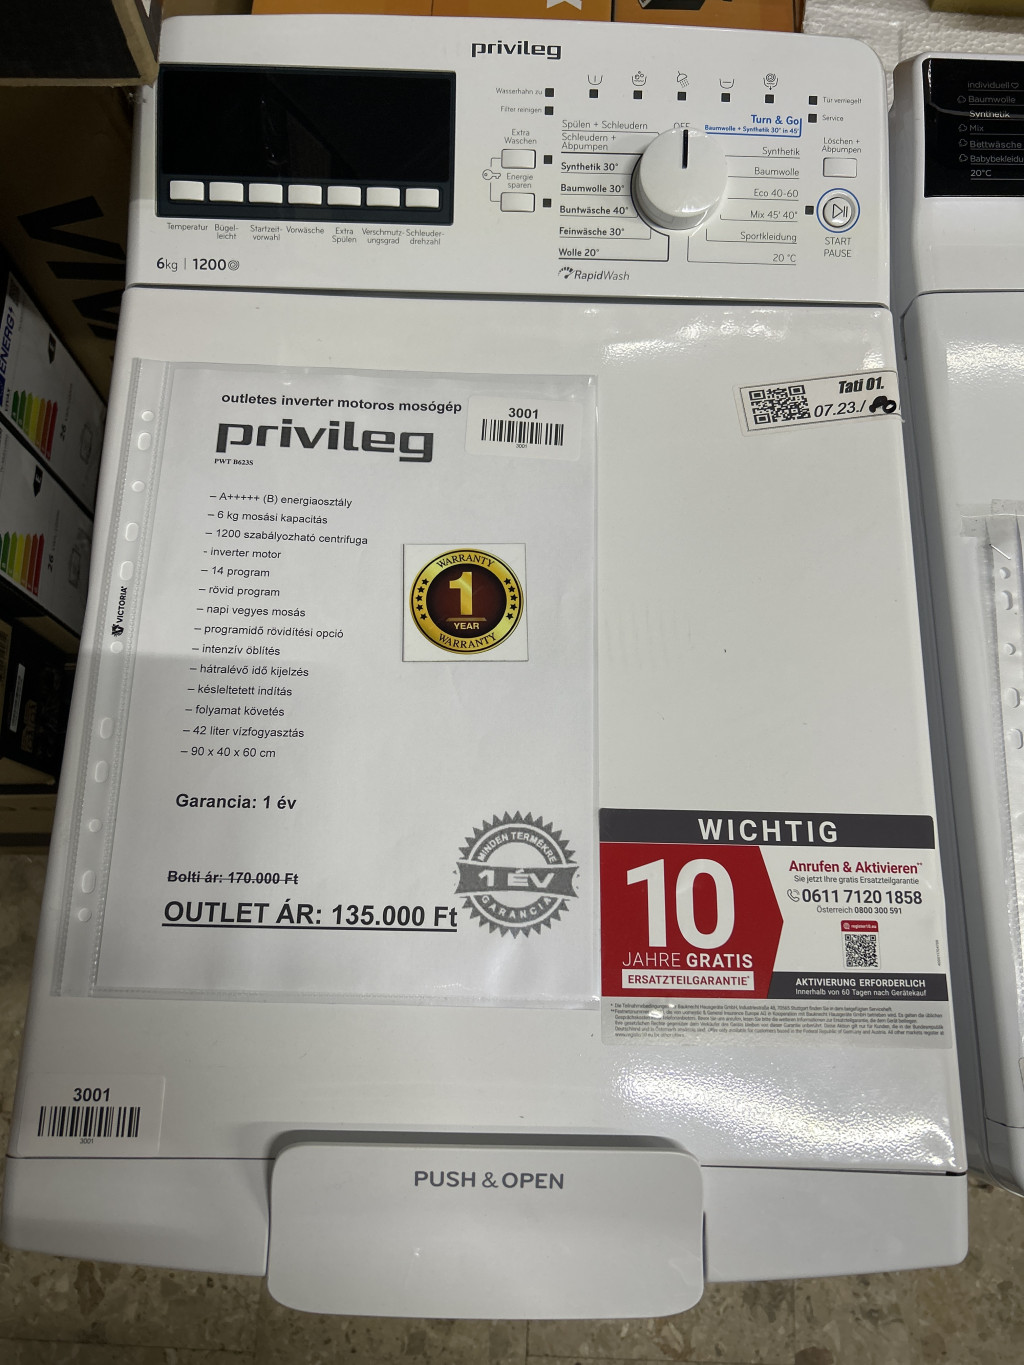 privileg
Wasserhahn zu
Filter reinigen
Tür verriegelt
Service
Extra
Waschen
Energie
sparen
Spülen + Schleudern
Schleudern +
Abpumpen
Synthetik 30°
Baumwolle 30°
Buntwäsche 40°
Feinwäsche 30°
Wolle 20°
RapidWash
OFF
Turn & Go
Baumwolle + Synthetik 30° in 45'
Synthetik
Baumwolle
Eco 40-60
Mix 45' 40°
Sportkleidung
20 °C
Löschen +
Abpumpen
START
PAUSE
Temperatur
Bügel-
leicht
Startzeit-
vorwahl
Vorwäsche
Extra
Spülen
Verschmutz-
ungsgrad
Schleuder-
drehzahl
6kg | 1200
individuell
Baumwolle
Synthetik
Mix
Bettwäsche
Babykleidu
20°C
ENERG
outletes inverter motoros mosógép
privileg
PWT B623S
3001
3001
– A+++++ (B) energiaosztály
– 6 kg mosási kapacitás
– 1200 szabályozható centrifuga
- inverter motor
– 14 program
– rövid program
– napi vegyes mosás
– programidő rövidítési opció
– intenzív öblítés
– hátralévő idő kijelzés
– késleltetett indítás
– folyamat követés
– 42 liter vízfogyasztás
– 90 x 40 x 60 cm
Garancia: 1 év
Bolti ár: 170.000 Ft
OUTLET ÁR: 135.000 Ft
VICTORIA
WARRANTY
1
YEAR
WARRANTY
MINDEN TERMÉKRE
1 ÉV
GARANCIA
Tati 01.
07.23./
WICHTIG
10
JAHRE GRATIS
ERSATZTEILGARANTIE*
Anrufen & Aktivieren**
Sie jetzt Ihre gratis Ersatzteilgarantie
0611 7120 1858
Österreich 0800 300 591
register10.eu
AKTIVIERUNG ERFORDERLICH
Innerhalb von 60 Tagen nach Gerätekauf
3001
3001
PUSH & OPEN